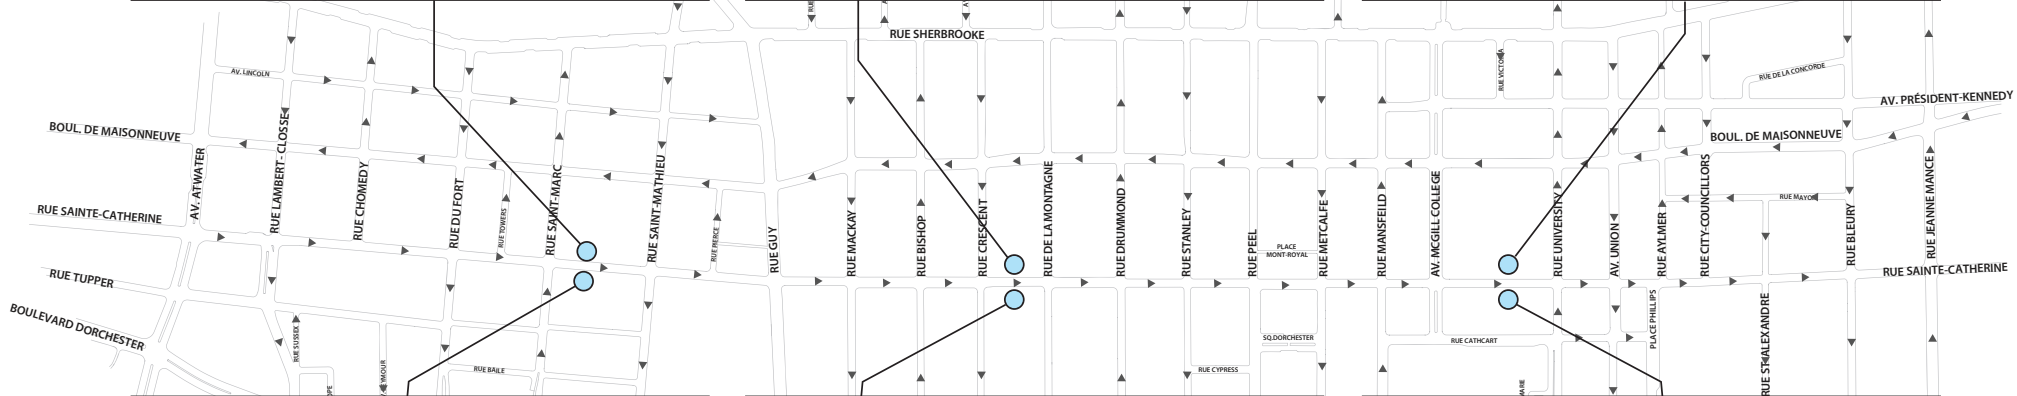 RUE SHERBROOKE
AV. LINCOLN
RUE VICTORIA
RUE DE LA CONCORDE
AV. PRÉSIDENT-KENNEDY
BOUL. DE MAISONNEUVE
BOUL. DE MAISONNEUVE
AV. ATWATER
RUE LAMBERT - CLOSSE
RUE CHOMEDY
RUE DU FORT
RUE TOWERS
RUE SAINT-MARC
RUE SAINT-MATHIEU
RUE PIERCE
RUE GUY
RUE MACKAY
RUE BISHOP
RUE CRESCENT
RUE DE LA MONTAGNE
RUE DRUMMOND
RUE STANLEY
RUE PEEL
PLACE
MONT-ROYAL
RUE METCALFE
RUE MANSFEILD
AV. MCGILL COLLEGE
RUE UNIVERSITY
AV. UNION
RUE AYLMER
RUE CITY-COUNCILLORS
RUE MAYOR
RUE BLEURY
RUE JEANNE MANCE
RUE SAINTE-CATHERINE
RUE SAINTE-CATHERINE
RUE TUPPER
BOULEVARD DORCHESTER
RUE SUSSEX
RUE BAILE
RUE CYPRESS
SQ.DORCHESTER
RUE CATHCART
PLACE PHILLIPS
RUE ST-ALEXANDRE